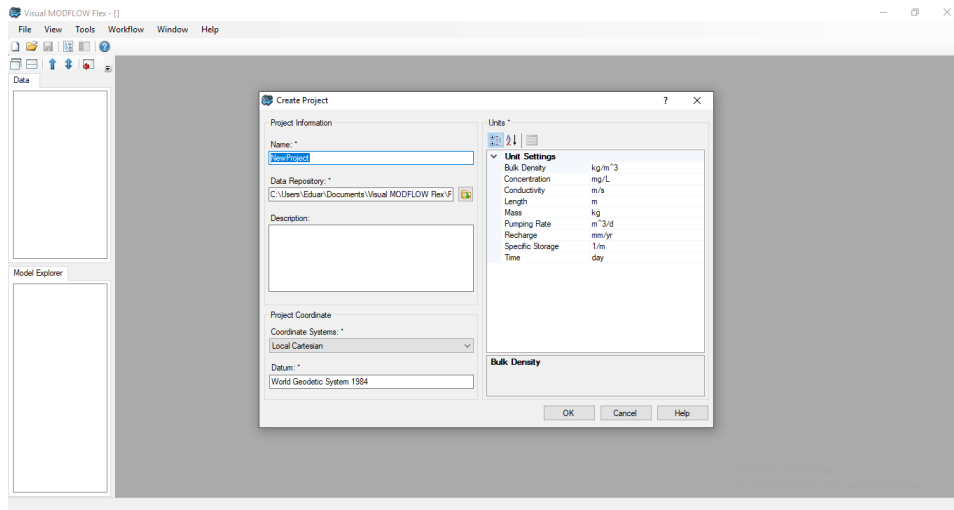 Visual MODFLOW Flex - []
File View Tools Workflow Window Help
Data
Model Explorer
Create Project
Project Information
Name: *
NewProject
Data Repository: *
C:\Users\Eduar\Documents\Visual MODFLOW Flex\F
Description:
Project Coordinate
Coordinate Systems: *
Local Cartesian
Datum: *
World Geodetic System 1984
Units *
Unit Settings
Bulk Density kg/m^3
Concentration mg/L
Conductivity m/s
Length m
Mass kg
Pumping Rate m^3/d
Recharge mm/yr
Specific Storage 1/m
Time day
Bulk Density
OK Cancel Help